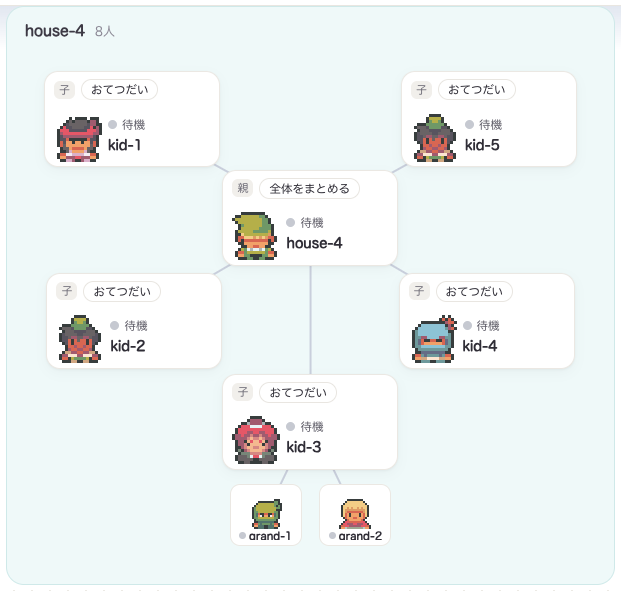 house-4 8人
子 おてつだい
待機
kid-1
子 おてつだい
待機
kid-5
親 全体をまとめる
待機
house-4
子 おてつだい
待機
kid-2
子 おてつだい
待機
kid-4
子 おてつだい
待機
kid-3
grand-1
grand-2